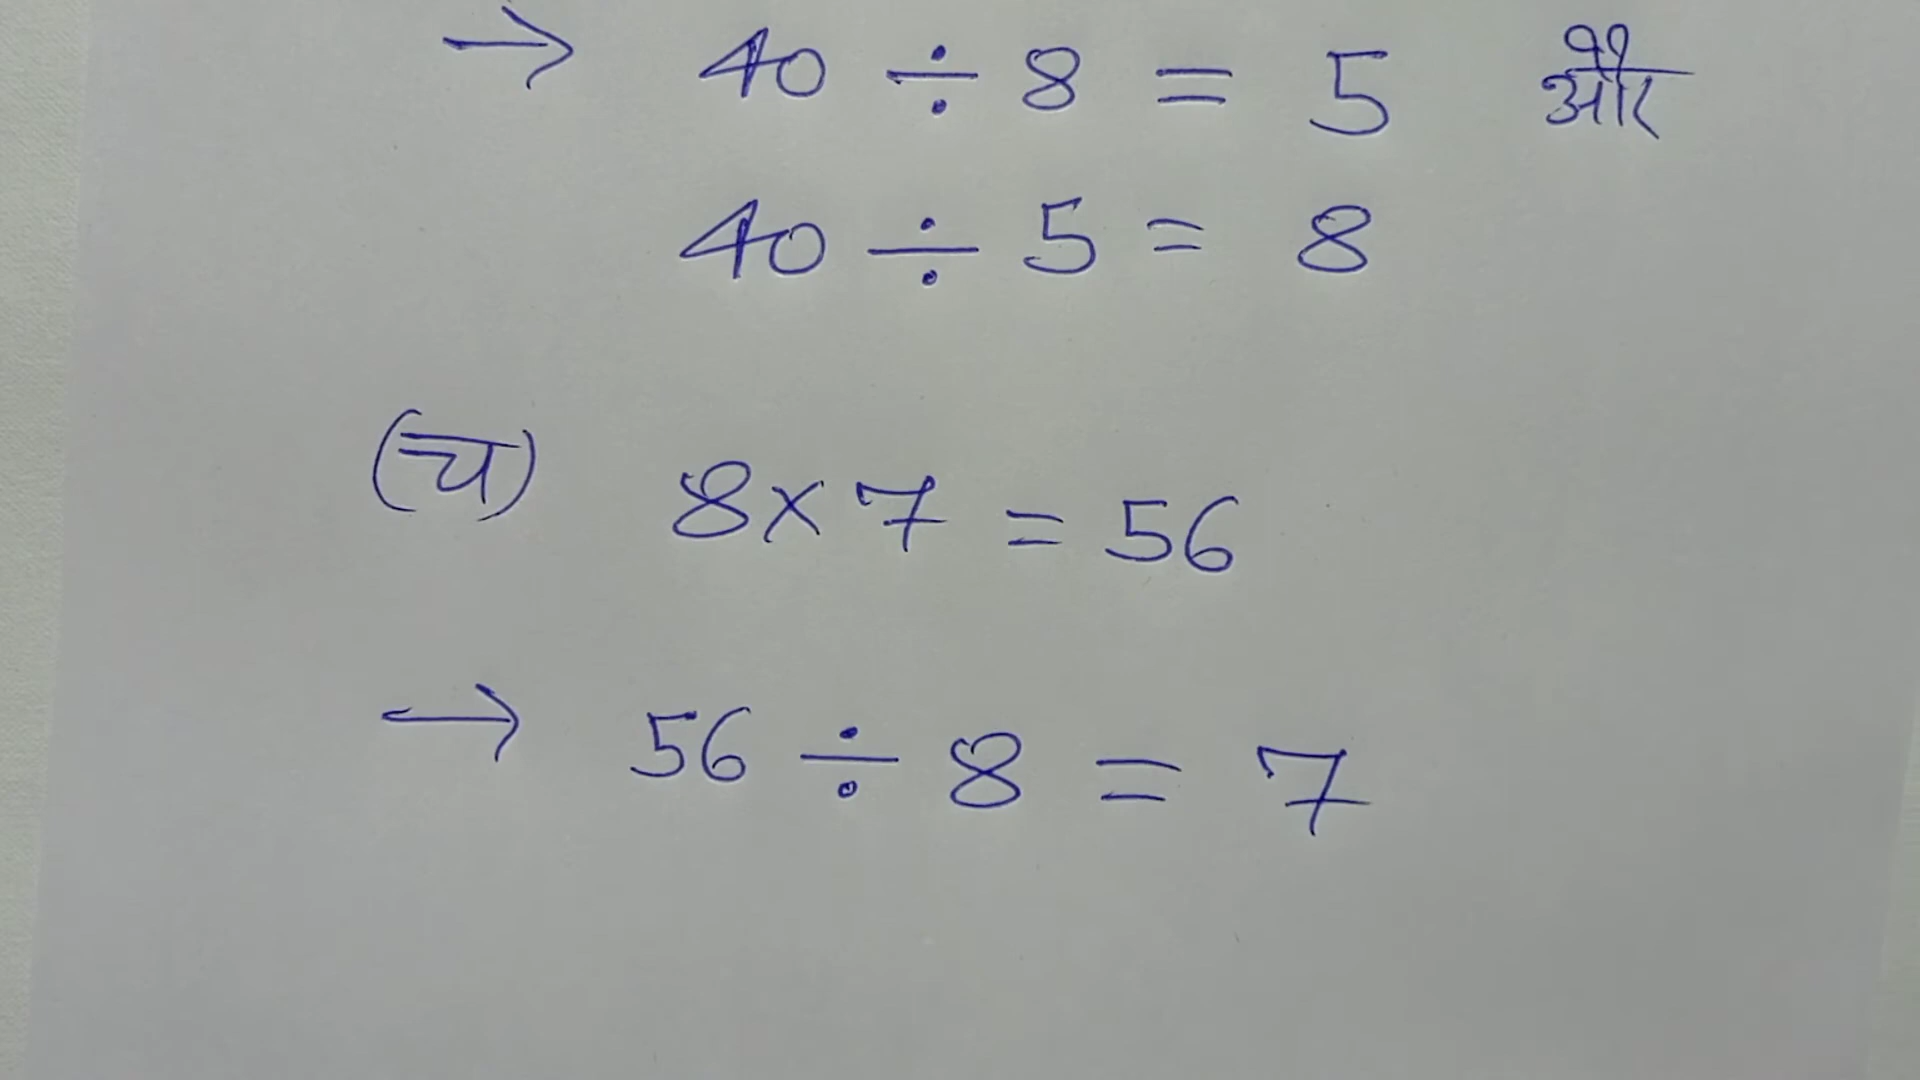 → 40 ÷ 8 = 5 और
40 ÷ 5 = 8
(च) 8 × 7 = 56
→ 56 ÷ 8 = 7